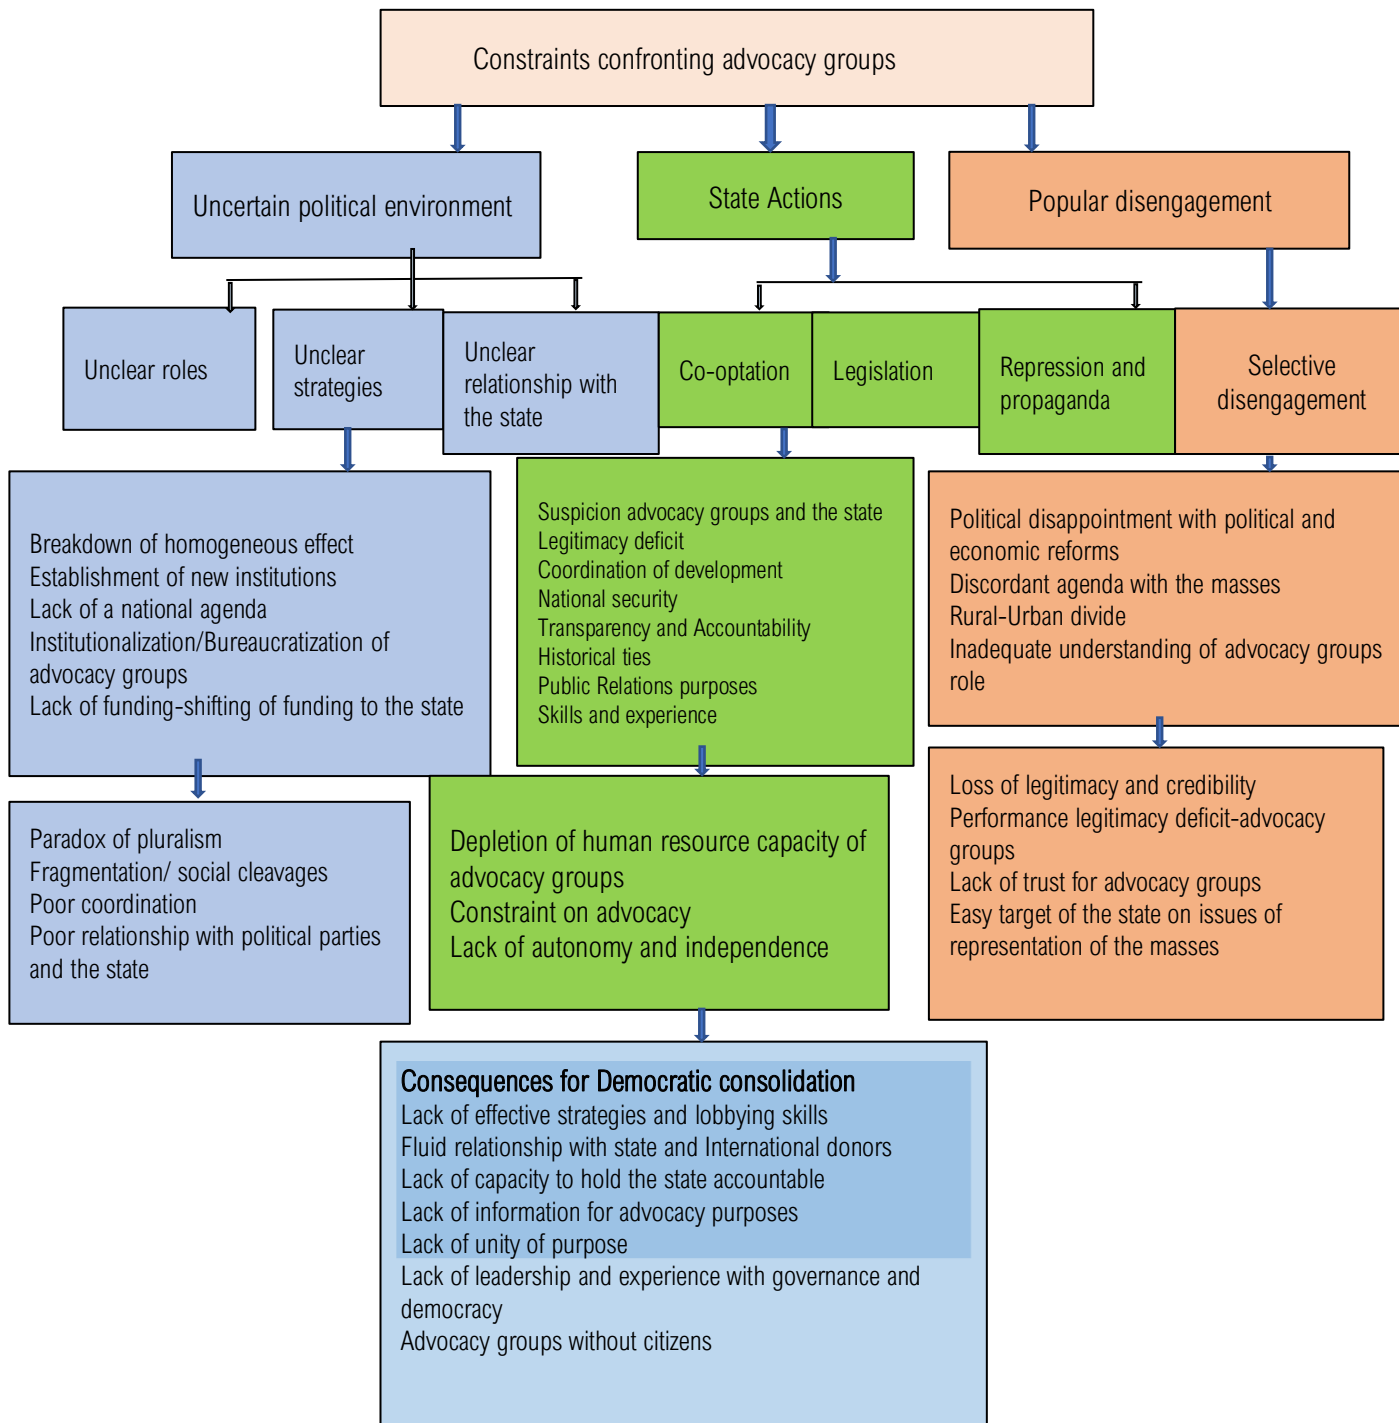 Constraints confronting advocacy groups
Uncertain political environment
State Actions
Popular disengagement
Unclear roles
Unclear
strategies
Unclear
relationship with
the state
Co-optation
Legislation
Repression and
propaganda
Selective
disengagement
Breakdown of homogeneous effect
Establishment of new institutions
Lack of a national agenda
Institutionalization/Bureaucratization of
advocacy groups
Lack of funding-shifting of funding to the state
Suspicion advocacy groups and the state
Legitimacy deficit
Coordination of development
National security
Transparency and Accountability
Historical ties
Public Relations purposes
Skills and experience
Political disappointment with political and
economic reforms
Discordant agenda with the masses
Rural-Urban divide
Inadequate understanding of advocacy groups
role
Paradox of pluralism
Fragmentation/ social cleavages
Poor coordination
Poor relationship with political parties
and the state
Depletion of human resource capacity of
advocacy groups
Constraint on advocacy
Lack of autonomy and independence
Loss of legitimacy and credibility
Performance legitimacy deficit-advocacy
groups
Lack of trust for advocacy groups
Easy target of the state on issues of
representation of the masses
Consequences for Democratic consolidation
Lack of effective strategies and lobbying skills
Fluid relationship with state and International donors
Lack of capacity to hold the state accountable
Lack of information for advocacy purposes
Lack of unity of purpose
Lack of leadership and experience with governance and
democracy
Advocacy groups without citizens